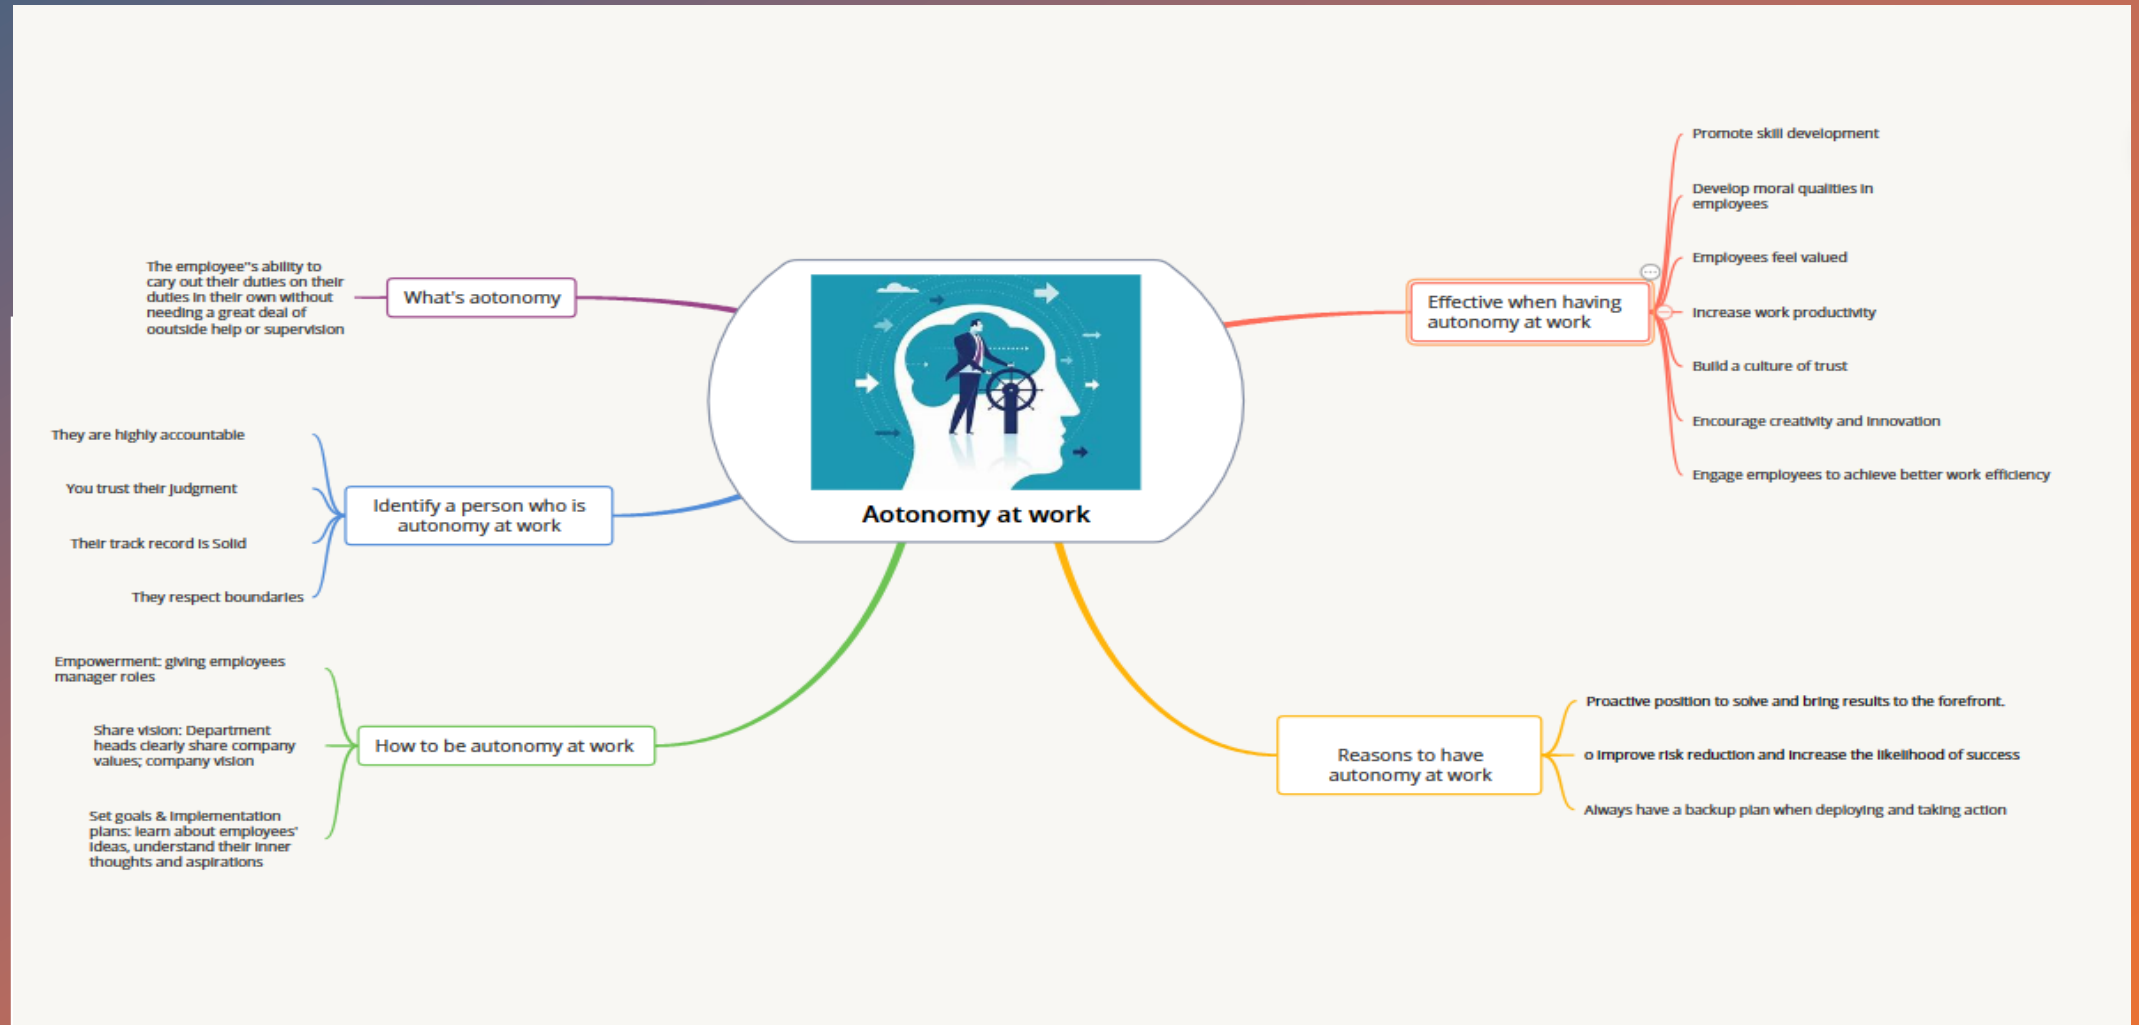 The employee"s ability to
cary out their duties on their
duties in their own without
needing a great deal of
ooutside help or supervision
What's aotonomy
They are highly accountable
You trust their judgment
Their track record is Solid
They respect boundaries
Identify a person who is
autonomy at work
Empowerment: giving employees
manager roles
Share vision: Department
heads clearly share company
values; company vision
Set goals & implementation
plans: learn about employees'
ideas, understand their inner
thoughts and aspirations
How to be autonomy at work
Aotonomy at work
Effective when having
autonomy at work
Promote skill development
Develop moral qualities in
employees
Employees feel valued
Increase work productivity
Build a culture of trust
Encourage creativity and innovation
Engage employees to achieve better work efficiency
Reasons to have
autonomy at work
Proactive position to solve and bring results to the forefront.
o Improve risk reduction and increase the likelihood of success
Always have a backup plan when deploying and taking action